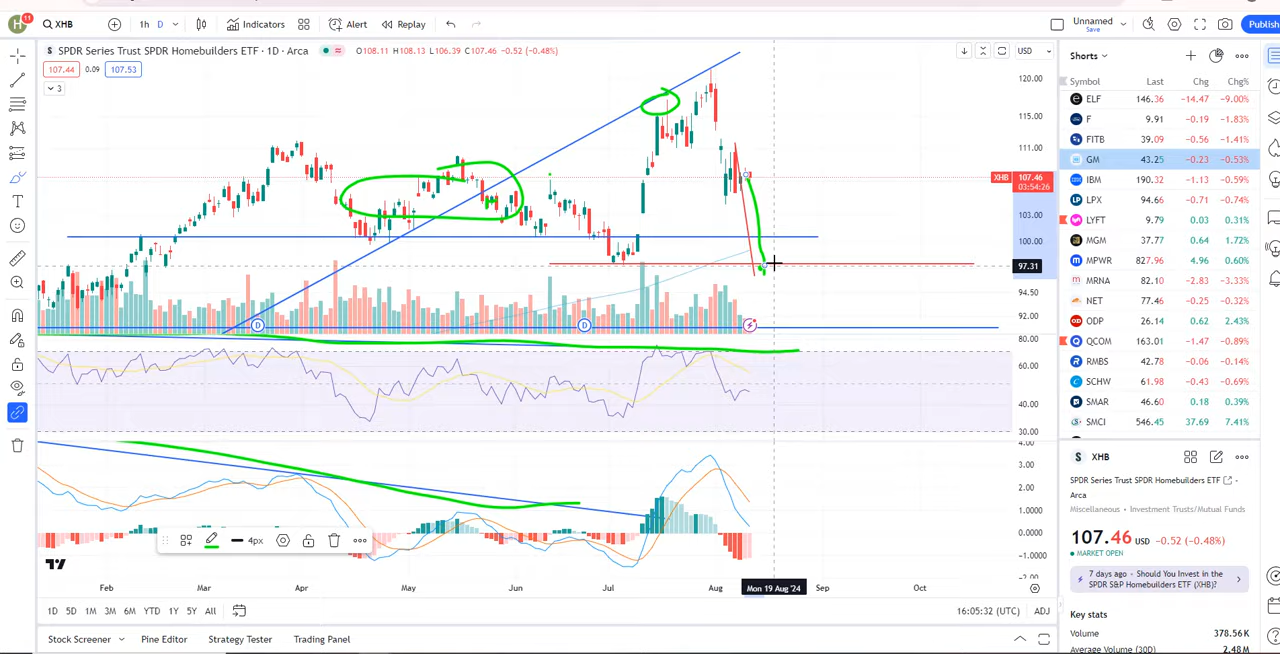 H 11 XHB 1h D Indicators Alert Replay Unnamed Save Publish
SPDR Series Trust SPDR Homebuilders ETF · 1D · Arca O108.11 H108.13 L106.39 C107.46 −0.52 (−0.48%) USD
107.44 0.09 107.53
3
120.00
115.00
111.00
XHB 107.46
03:54:26
103.00
100.00
97.31
94.50
92.00
D D
80.00
60.00
40.00
30.00
4.00
3.00
2.00
1.0000
0.0000
−1.0000
−2.00
4px
Feb Mar Apr May Jun Jul Aug Mon 19 Aug '24 Sep Oct
1D 5D 1M 3M 6M YTD 1Y 5Y All 16:05:32 (UTC) ADJ
Stock Screener Pine Editor Strategy Tester Trading Panel
Shorts
Symbol Last Chg Chg%
ELF 146.36 −14.47 −9.00%
F 9.91 −0.19 −1.83%
FITB 39.09 −0.56 −1.41%
GM 43.25 −0.23 −0.53%
IBM 190.32 −1.13 −0.59%
LPX 94.66 −0.71 −0.74%
LYFT 9.79 0.03 0.31%
MGM 37.77 0.64 1.72%
MPWR 827.96 4.96 0.60%
MRNA 82.10 −2.83 −3.33%
NET 77.46 −0.25 −0.32%
ODP 26.14 0.62 2.43%
QCOM 163.01 −1.47 −0.89%
RMBS 42.78 −0.06 −0.14%
SCHW 61.98 −0.43 −0.69%
SMAR 46.60 0.18 0.39%
SMCI 546.45 37.69 7.41%
XHB
SPDR Series Trust SPDR Homebuilders ETF •
Arca
Miscellaneous • Investment Trusts/Mutual Funds
107.46 USD −0.52 (−0.48%)
MARKET OPEN
7 days ago • Should You Invest in the
SPDR S&P Homebuilders ETF (XHB)?
Key stats
Volume 378.56K
Average Volume (30D) 2.48M